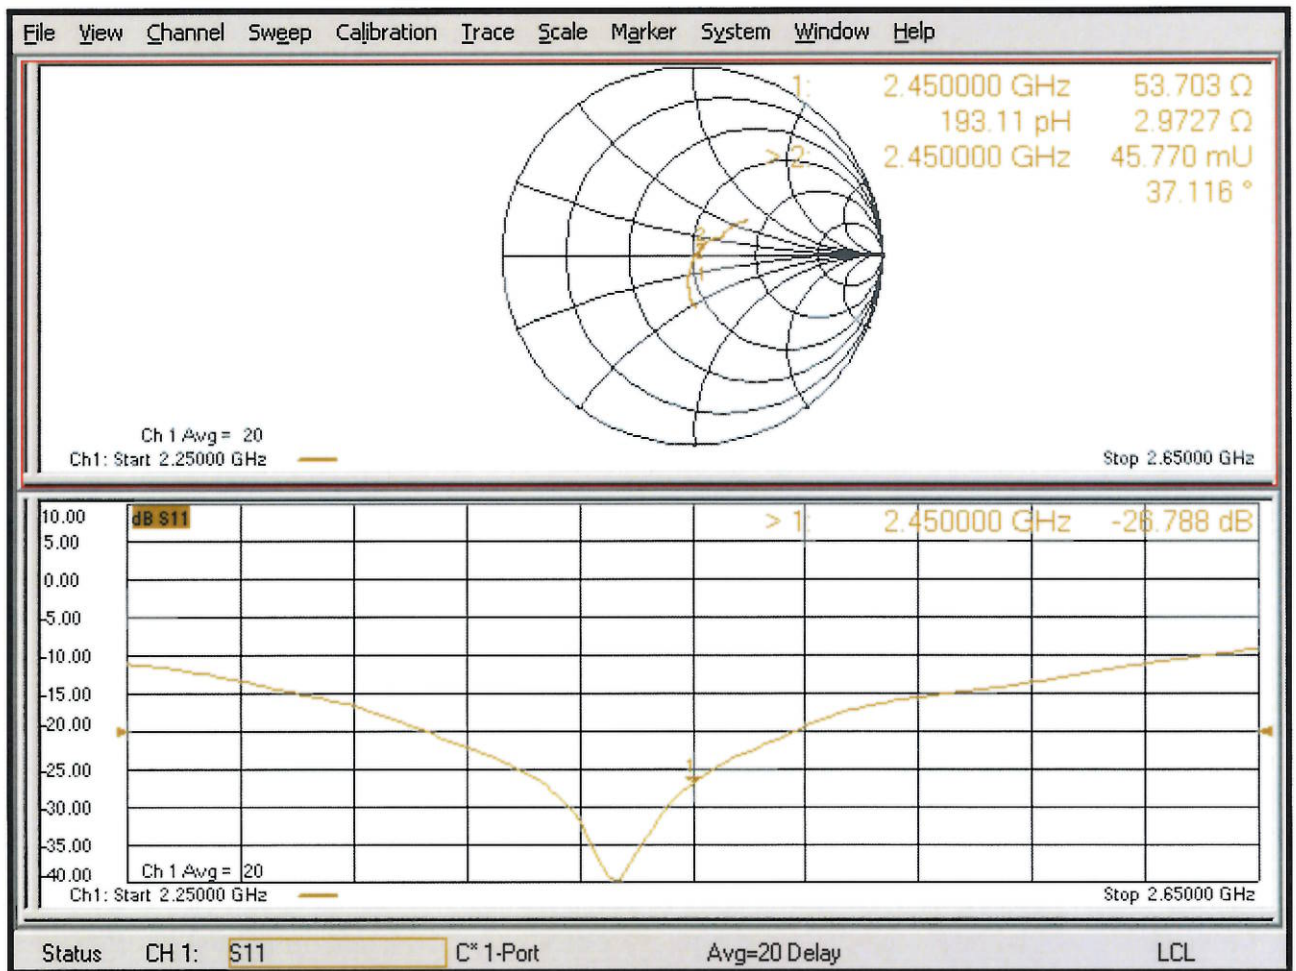 File View Channel Sweep Calibration Trace Scale Marker System Window Help
1: 2.450000 GHz 53.703 Ω
193.11 pH 2.9727 Ω
> 2: 2.450000 GHz 45.770 mU
37.116 °
2
1
Ch 1 Avg = 20
Ch1: Start 2.25000 GHz Stop 2.65000 GHz
10.00 dB S11 > 1: 2.450000 GHz -26.788 dB
5.00
0.00
-5.00
-10.00
-15.00
-20.00
-25.00 1
-30.00
-35.00
-40.00 Ch 1 Avg = 20
Ch1: Start 2.25000 GHz Stop 2.65000 GHz
Status CH 1: S11 C* 1-Port Avg=20 Delay LCL